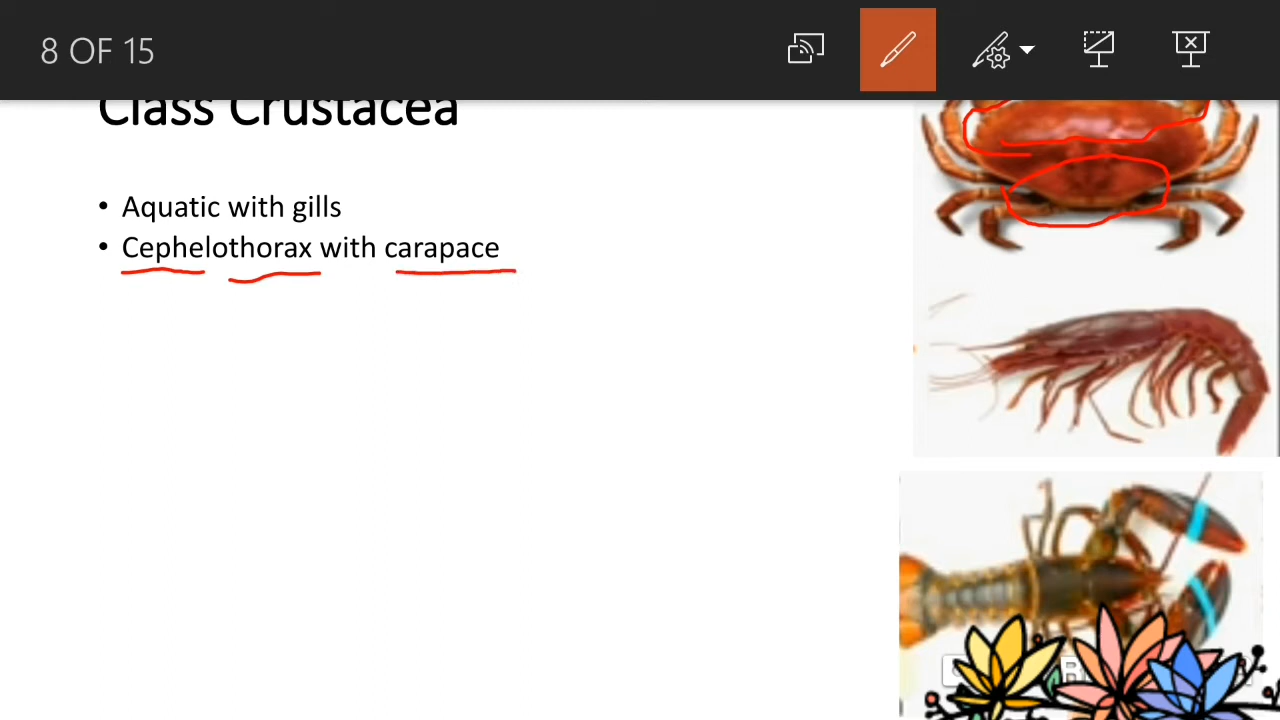 8 OF 15
Class Crustacea
• Aquatic with gills
• Cephelothorax with carapace